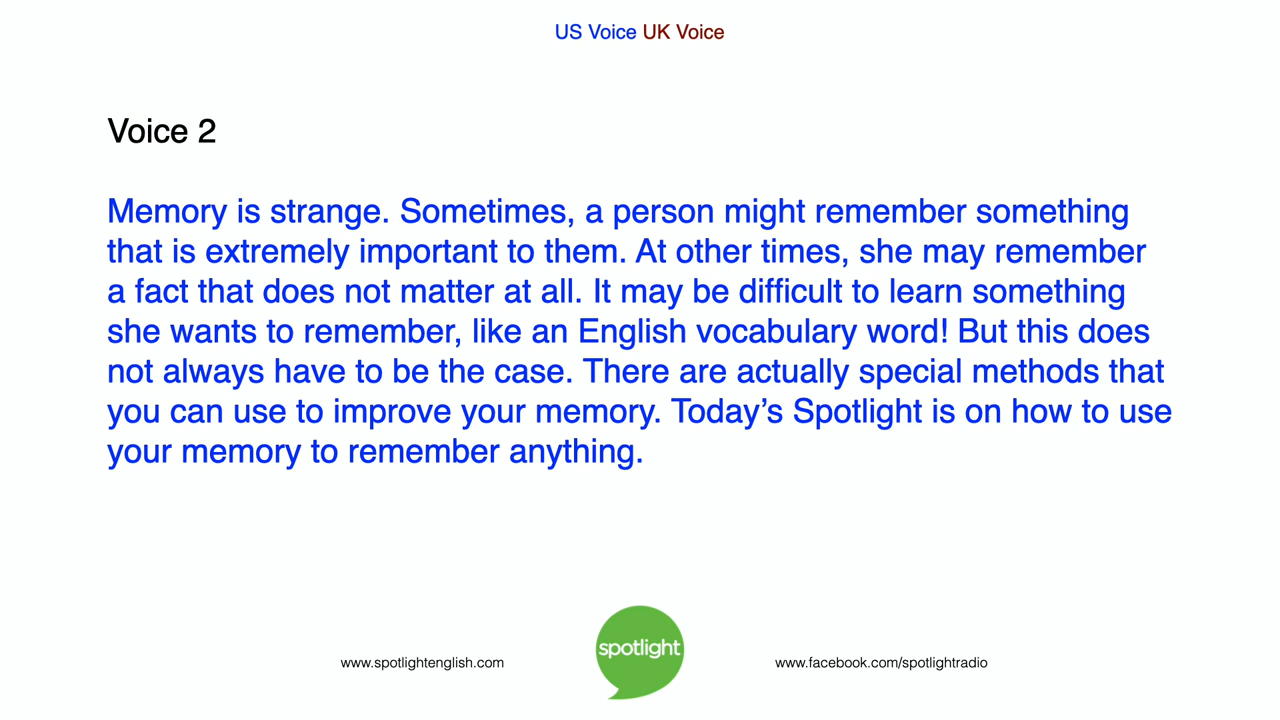 US Voice UK Voice
Voice 2
Memory is strange. Sometimes, a person might remember something
that is extremely important to them. At other times, she may remember
a fact that does not matter at all. It may be difficult to learn something
she wants to remember, like an English vocabulary word! But this does
not always have to be the case. There are actually special methods that
you can use to improve your memory. Today’s Spotlight is on how to use
your memory to remember anything.
www.spotlightenglish.com
spotlight
www.facebook.com/spotlightradio